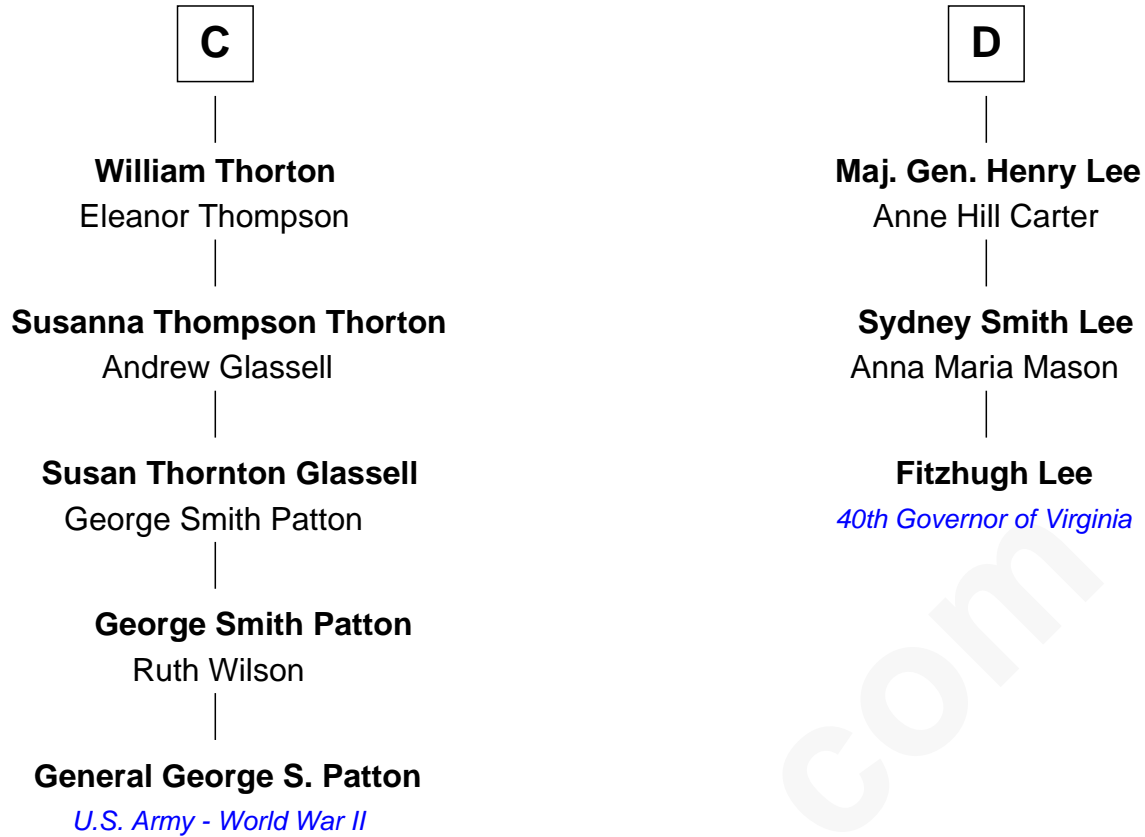 C
William Thorton
Eleanor Thompson
Susanna Thompson Thorton
Andrew Glassell
Susan Thornton Glassell
George Smith Patton
George Smith Patton
Ruth Wilson
General George S. Patton
U.S. Army - World War II
D
Maj. Gen. Henry Lee
Anne Hill Carter
Sydney Smith Lee
Anna Maria Mason
Fitzhugh Lee
40th Governor of Virginia
com